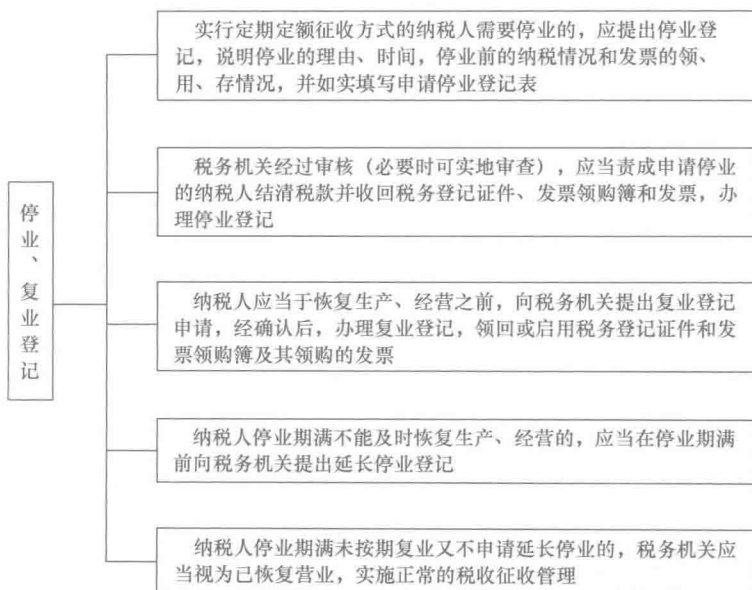 实行定期定额征收方式的纳税人需要停业的，应提出停业登
记，说明停业的理由、时间，停业前的纳税情况和发票的领、
用、存情况，并如实填写申请停业登记表
税务机关经过审核（必要时可实地审查），应当责成申请停业
的纳税人结清税款并收回税务登记证件、发票领购簿和发票，办
理停业登记
停业、复业登记
纳税人应当于恢复生产、经营之前，向税务机关提出复业登记
申请，经确认后，办理复业登记，领回或启用税务登记证件和发
票领购簿及其领购的发票
纳税人停业期满不能及时恢复生产、经营的，应当在停业期满
前向税务机关提出延长停业登记
纳税人停业期满未按期复业又不申请延长停业的，税务机关应
当视为已恢复营业，实施正常的税收征收管理